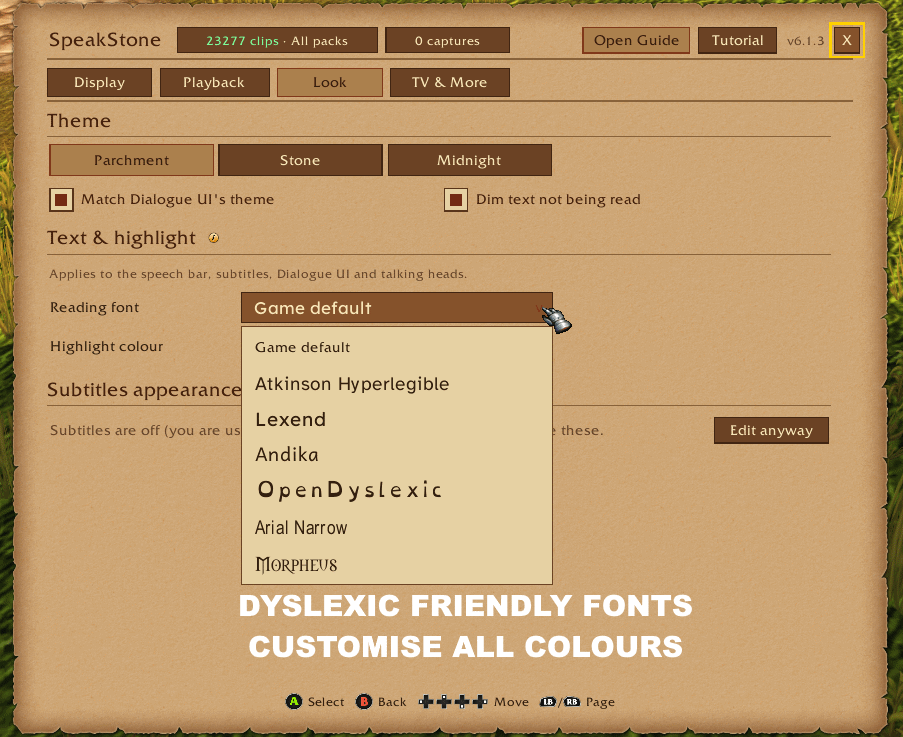 SpeakStone
23277 clips · All packs
0 captures
Open Guide
Tutorial
v6.1.3
X
Display
Playback
Look
TV & More
Theme
Parchment
Stone
Midnight
Match Dialogue UI's theme
Dim text not being read
Text & highlight
Applies to the speech bar, subtitles, Dialogue UI and talking heads.
Reading font
Game default
Highlight colour
Game default
Atkinson Hyperlegible
Lexend
Andika
OpenDyslexic
Arial Narrow
Morpheus
Subtitles appearance
Subtitles are off (you are us
these.
Edit anyway
DYSLEXIC FRIENDLY FONTS
CUSTOMISE ALL COLOURS
A Select B Back Move LB/RB Page